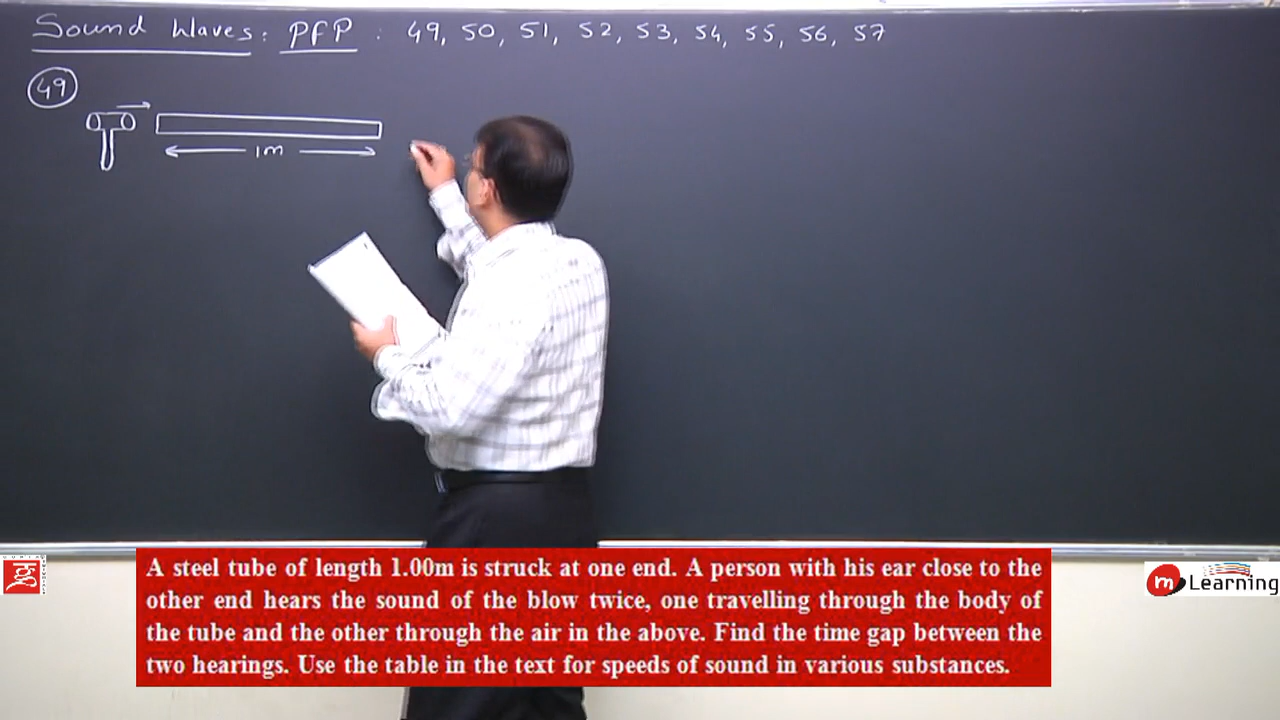 Sound Waves: PFP : 49, 50, 51, 52, 53, 54, 55, 56, 57
49
1m
A steel tube of length 1.00m is struck at one end. A person with his ear close to the
other end hears the sound of the blow twice, one travelling through the body of
the tube and the other through the air in the above. Find the time gap between the
two hearings. Use the table in the text for speeds of sound in various substances.
m Learning